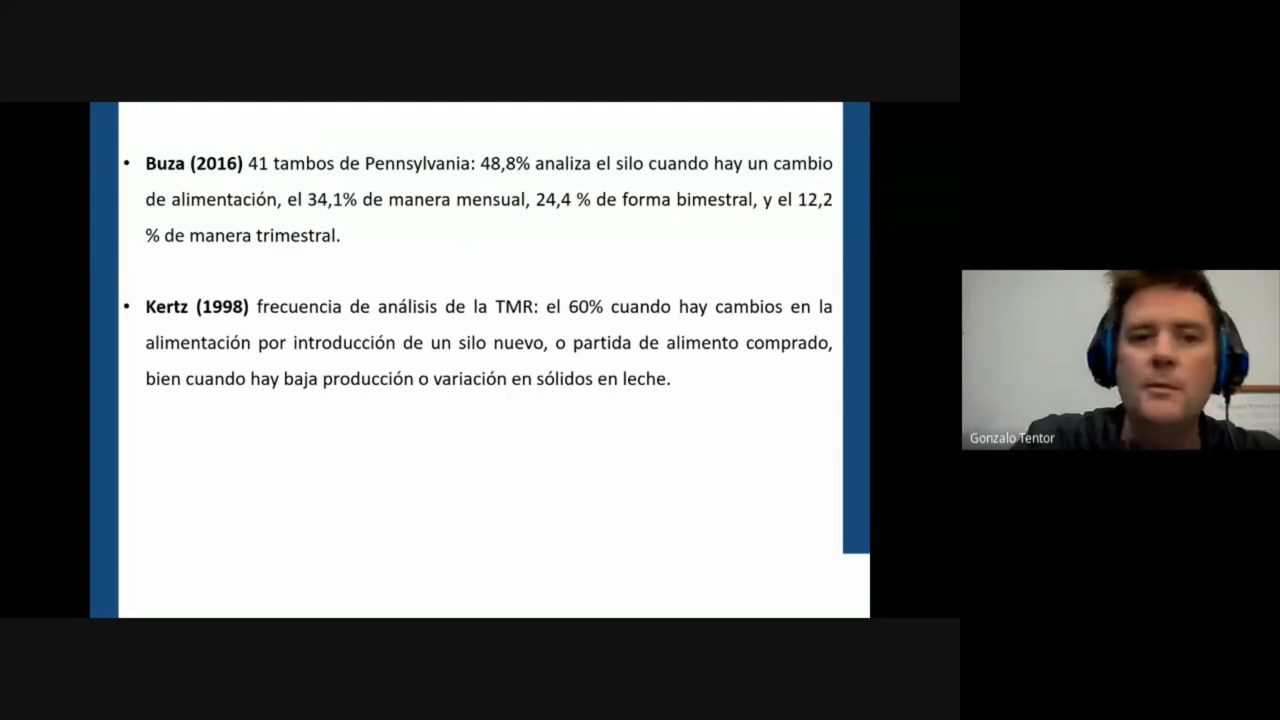 • Buza (2016) 41 tambos de Pennsylvania: 48,8% analiza el silo cuando hay un cambio
de alimentación, el 34,1% de manera mensual, 24,4 % de forma bimestral, y el 12,2
% de manera trimestral.
• Kertz (1998) frecuencia de análisis de la TMR: el 60% cuando hay cambios en la
alimentación por introducción de un silo nuevo, o partida de alimento comprado,
bien cuando hay baja producción o variación en sólidos en leche.
Gonzalo Tentor